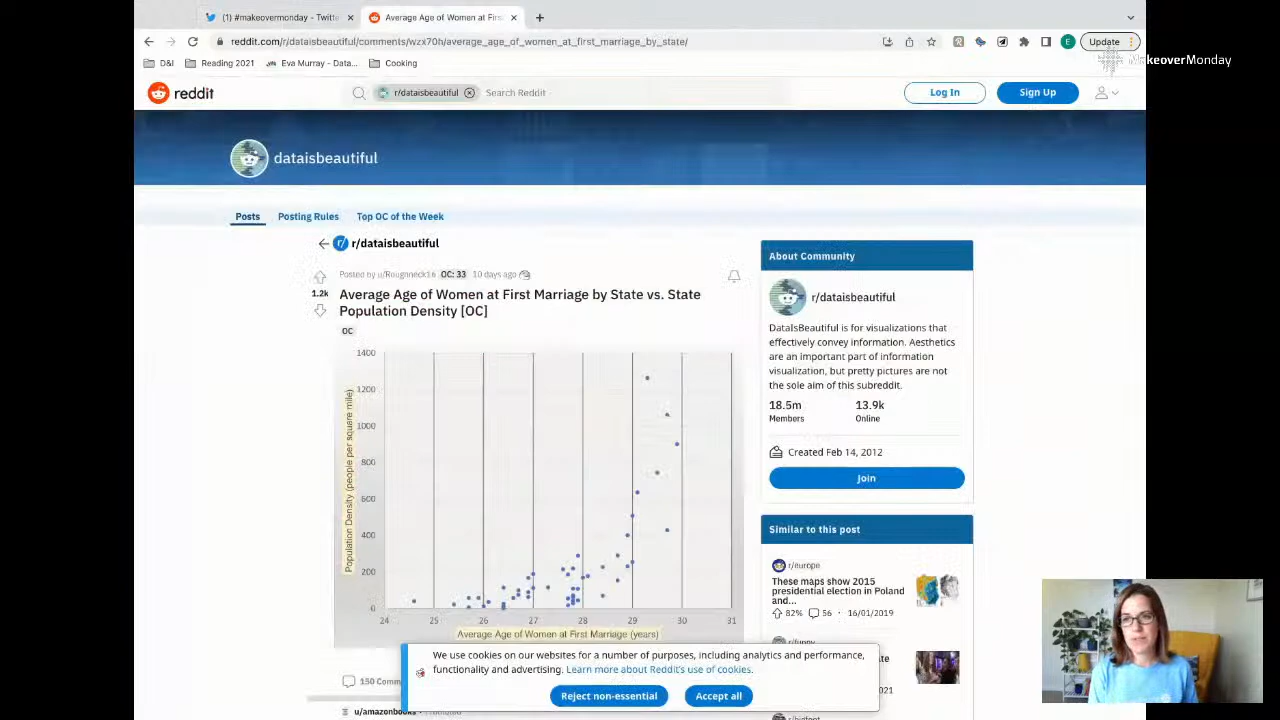 (1) #makeovermonday - Twitte
Average Age of Women at Firs
reddit.com/r/dataisbeautiful/comments/wzx70h/average_age_of_women_at_first_marriage_by_state/
E
Update
MakeoverMonday
D&I
Reading 2021
Eva Murray - Data...
Cooking
reddit
r/dataisbeautiful
Search Reddit
Log In
Sign Up
dataisbeautiful
Posts
Posting Rules
Top OC of the Week
r/ r/dataisbeautiful
Posted by u/Roughneck16 OC: 33 10 days ago
1.2k
Average Age of Women at First Marriage by State vs. State
Population Density [OC]
OC
Population Density (people per square mile)
1400
1200
1000
800
600
400
200
0
24 25 26 27 28 29 30 31
Average Age of Women at First Marriage (years)
150 Comm
u/amazonbooks
About Community
r/dataisbeautiful
DataIsBeautiful is for visualizations that
effectively convey information. Aesthetics
are an important part of information
visualization, but pretty pictures are not
the sole aim of this subreddit.
18.5m 13.9k
Members Online
Created Feb 14, 2012
Join
Similar to this post
r/europe
These maps show 2015
presidential election in Poland
and...
82% 56 · 16/01/2019
r/funny
te
021
r/bigfoot
We use cookies on our websites for a number of purposes, including analytics and performance,
functionality and advertising. Learn more about Reddit's use of cookies.
Reject non-essential
Accept all